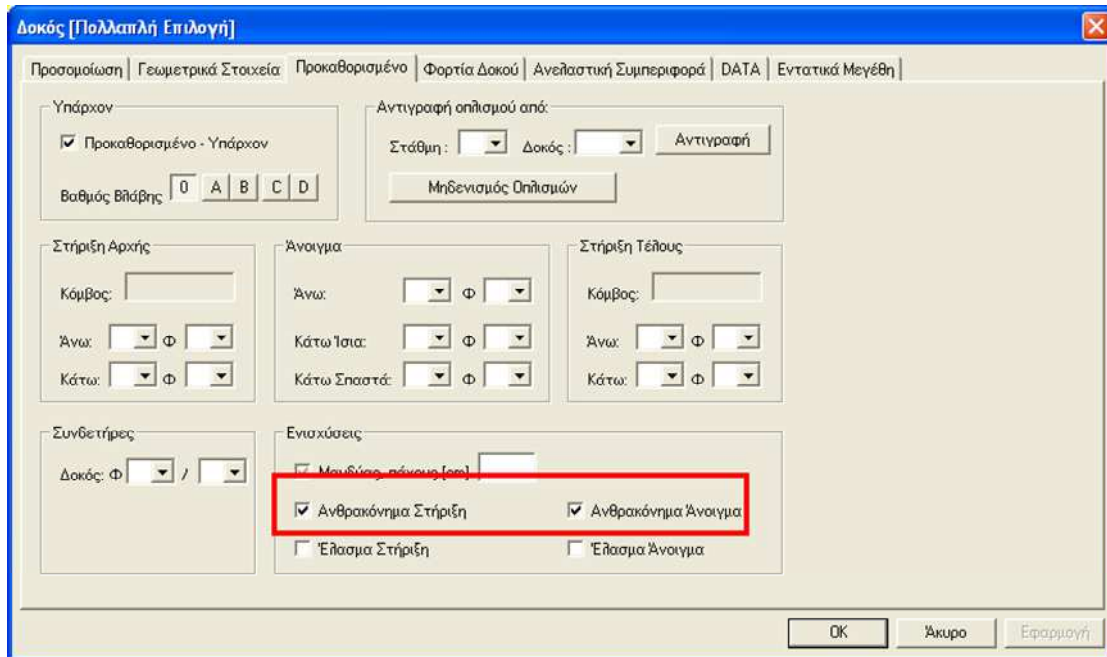 Δοκός [Πολλαπλή Επιλογή]
Προσομοίωση Γεωμετρικά Στοιχεία Προκαθορισμένο Φορτία Δοκού Ανελαστική Συμπεριφορά DATA Εντατικά Μεγέθη
Υπάρχον
Αντιγραφή οπλισμού από:
Προκαθορισμένο - Υπάρχον
Στάθμη : Δοκός : Αντιγραφή
Βαθμός Βλάβης 0 A B C D
Μηδενισμός Οπλισμών
Στήριξη Αρχής
Άνοιγμα
Στήριξη Τέλους
Κόμβος:
Άνω: Φ
Κόμβος:
Άνω: Φ
Κάτω Ίσια: Φ
Άνω: Φ
Κάτω: Φ
Κάτω Σπαστά: Φ
Κάτω: Φ
Συνδετήρες
Ενισχύσεις
Δοκός: Φ /
Μανδύας, πάχους [cm]
Ανθρακόνημα Στήριξη Ανθρακόνημα Άνοιγμα
Έλασμα Στήριξη Έλασμα Άνοιγμα
OK Άκυρο Εφαρμογή